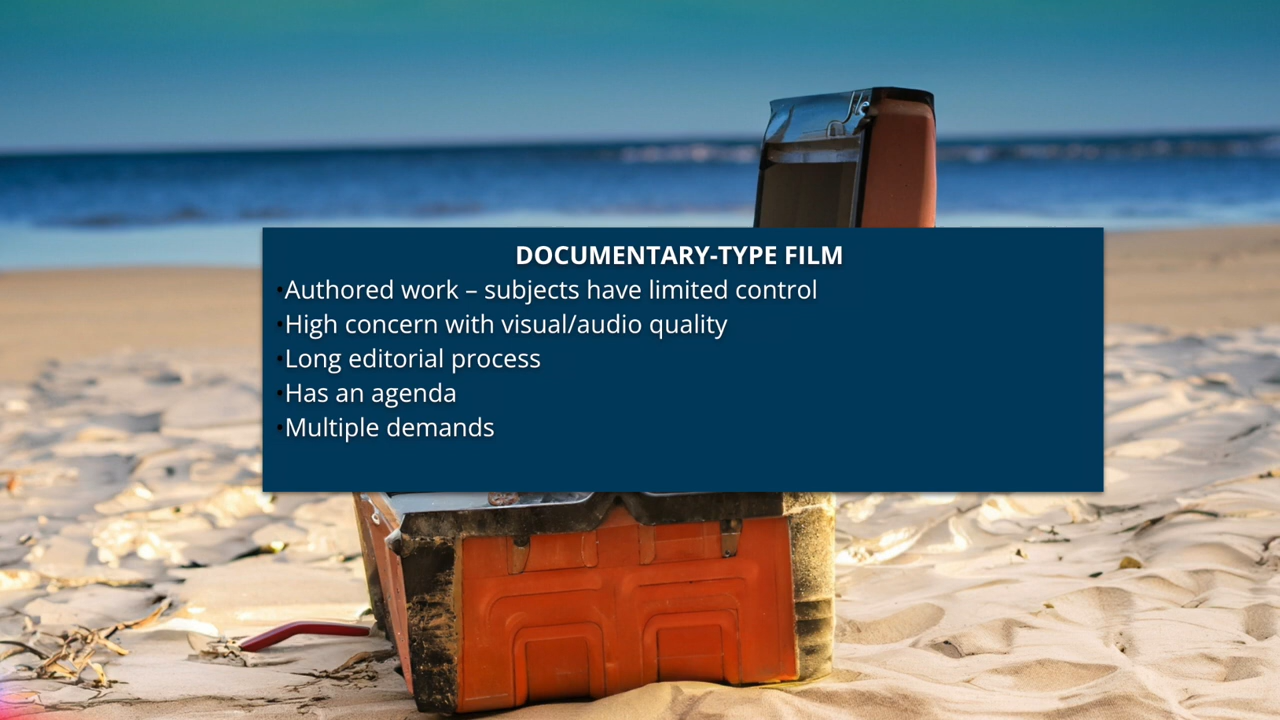 DOCUMENTARY-TYPE FILM
•Authored work – subjects have limited control
•High concern with visual/audio quality
•Long editorial process
•Has an agenda
•Multiple demands